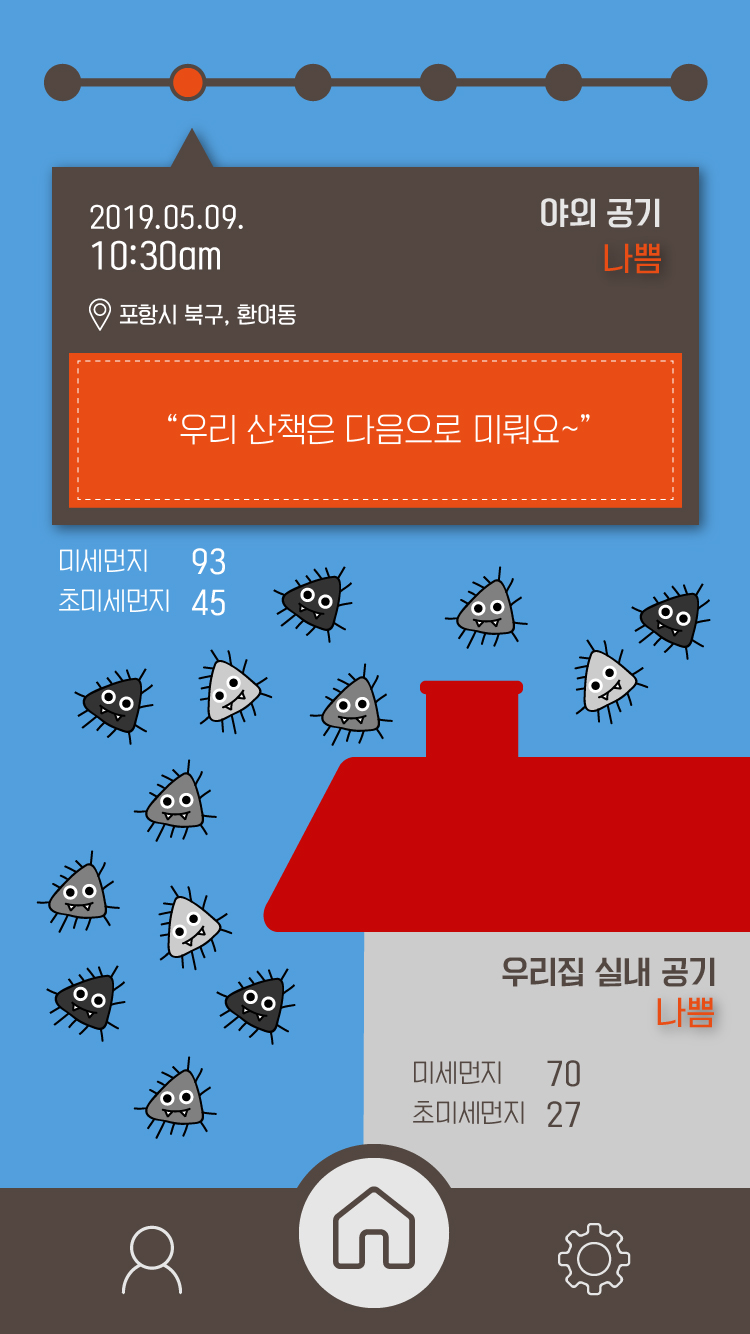 2019.05.09.
10:30am
야외 공기
나쁨
포항시 북구, 환여동
“우리 산책은 다음으로 미뤄요~”
미세먼지 93
초미세먼지 45
우리집 실내 공기
나쁨
미세먼지 70
초미세먼지 27